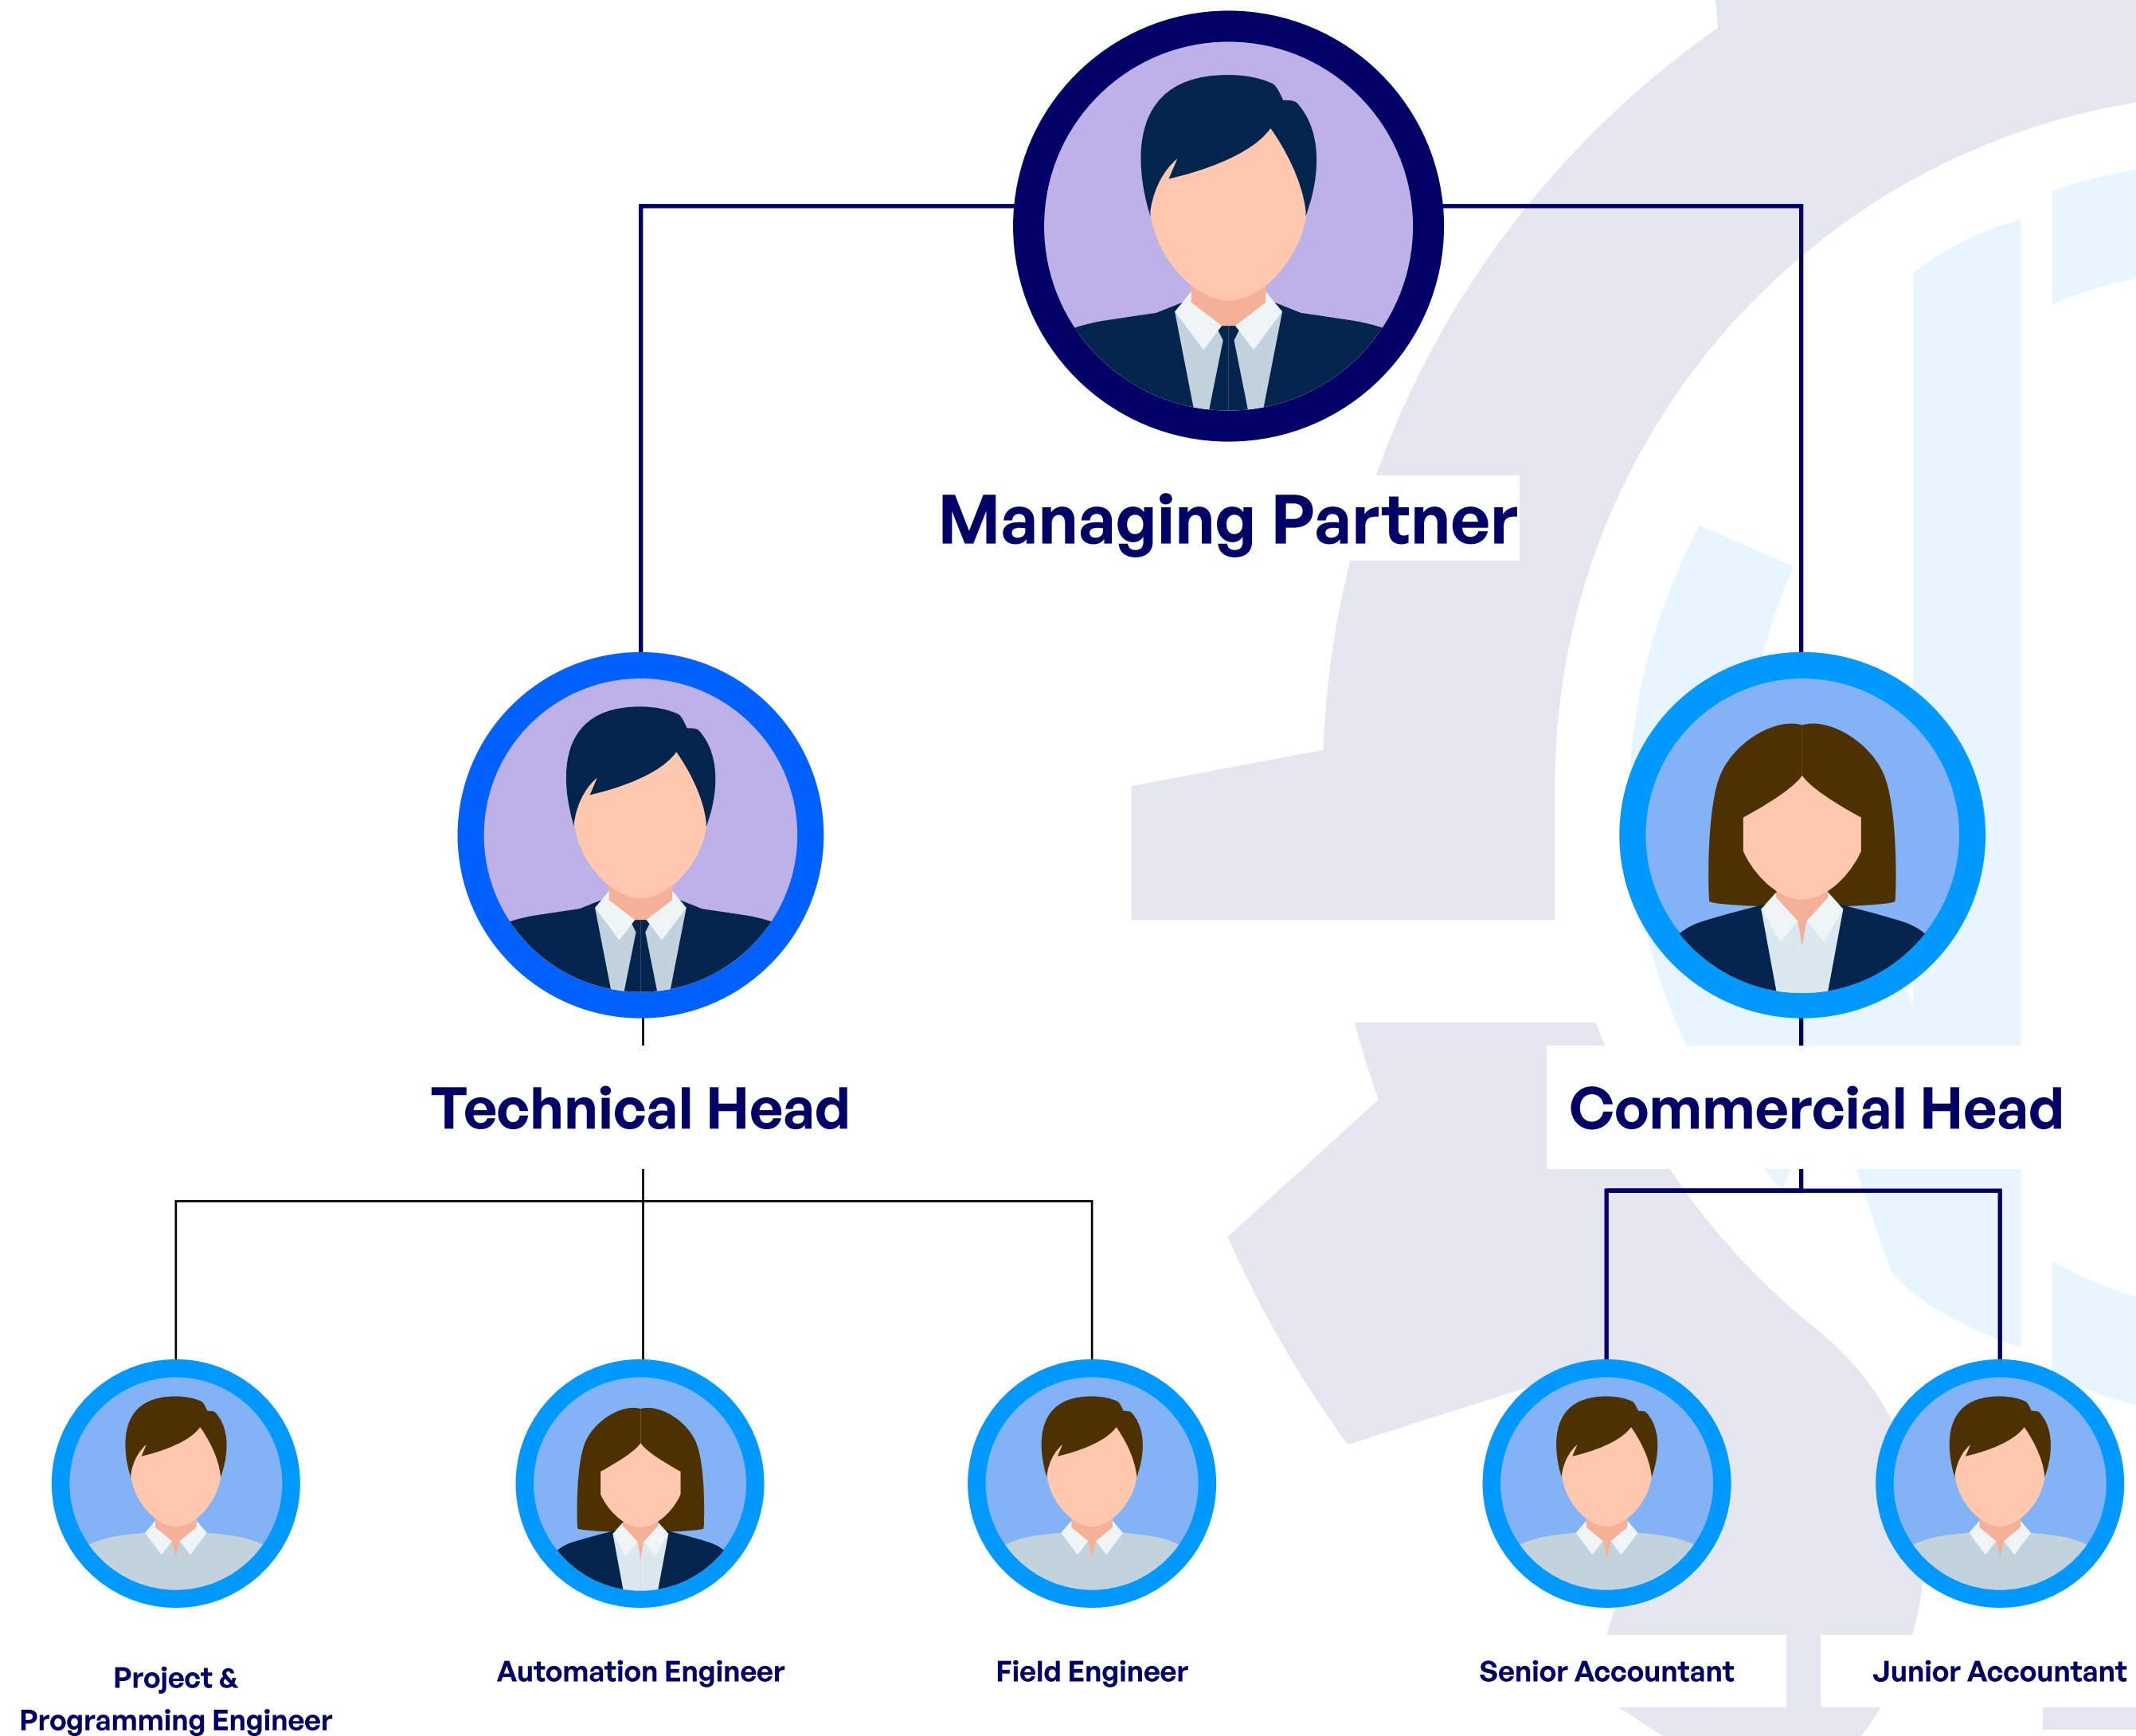 Managing Partner
Technical Head
Commercial Head
Project &
Programming Engineer
Automation Engineer
Field Engineer
Senior Accountant
Junior Accountant